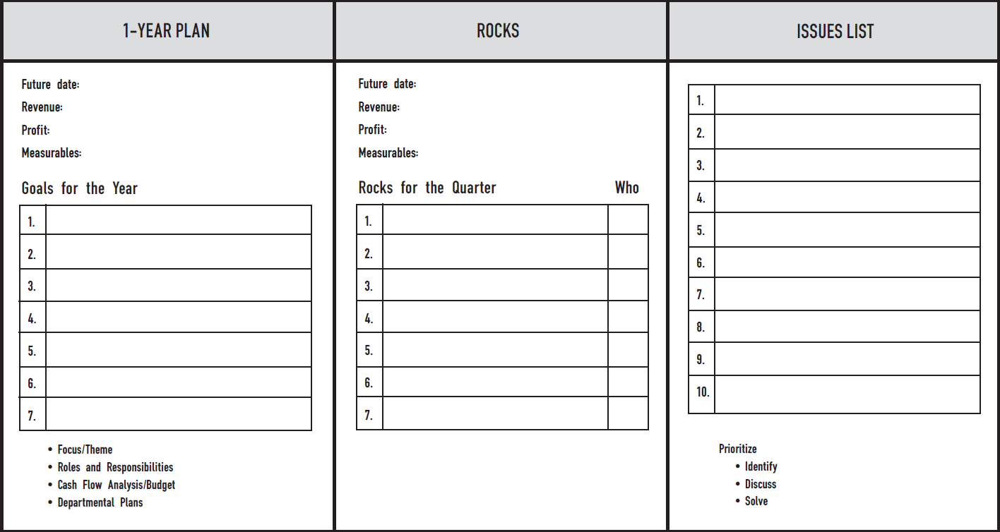 1-YEAR PLAN
Future date:
Revenue:
Profit:
Measurables:
Goals for the Year
1.
2.
3.
4.
5.
6.
7.
• Focus/Theme
• Roles and Responsibilities
• Cash Flow Analysis/Budget
• Departmental Plans
ROCKS
Future date:
Revenue:
Profit:
Measurables:
Rocks for the Quarter Who
1.
2.
3.
4.
5.
6.
7.
ISSUES LIST
1.
2.
3.
4.
5.
6.
7.
8.
9.
10.
Prioritize
• Identify
• Discuss
• Solve